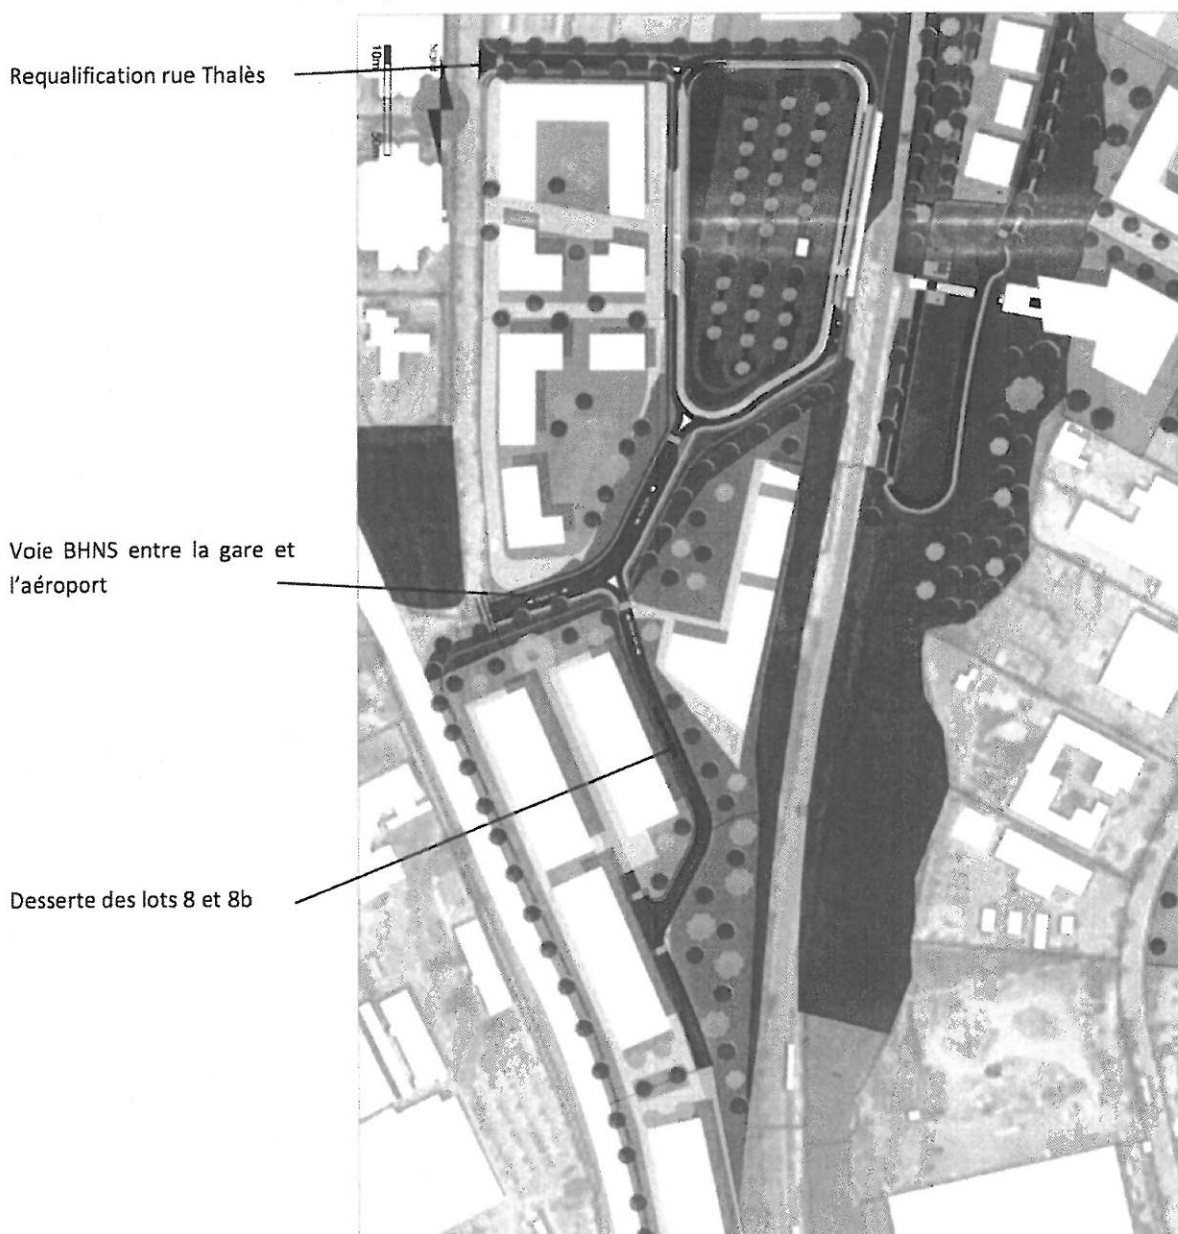 Requalification rue Thalès
Voie BHNS entre la gare et
l'aéroport
Desserte des lots 8 et 8b